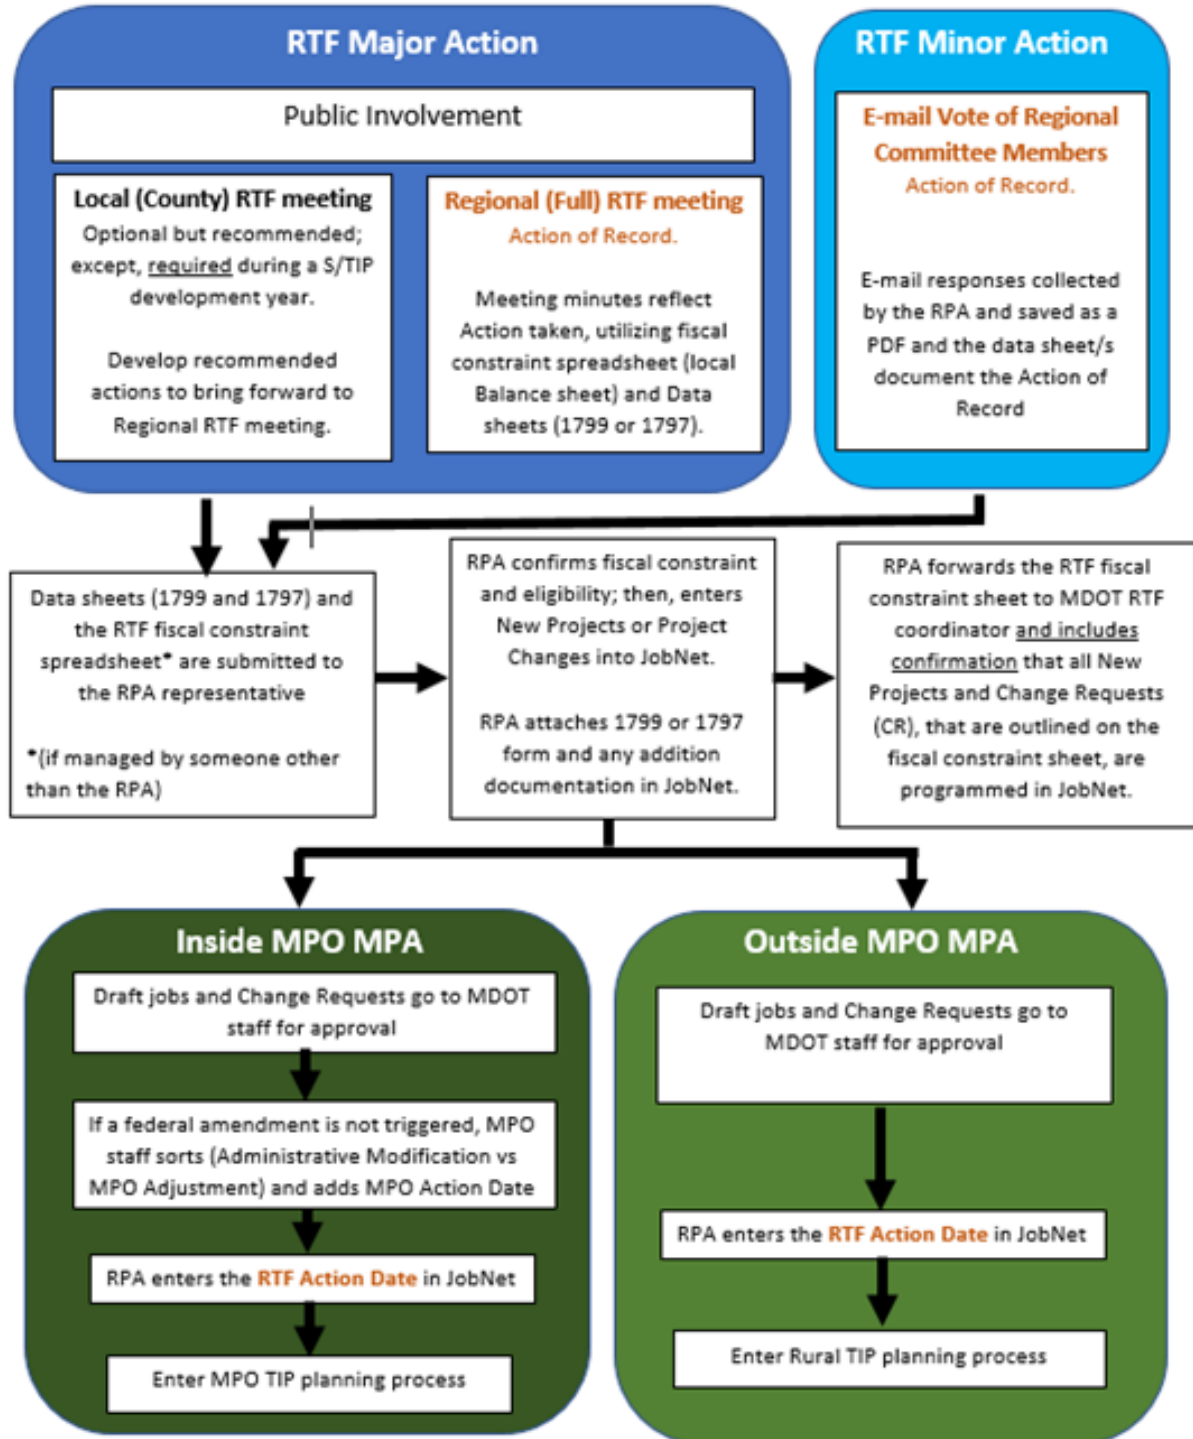 RTF Major Action
Public Involvement
Local (County) RTF meeting
Optional but recommended;
except, required during a S/TIP
development year.
Develop recommended
actions to bring forward to
Regional RTF meeting.
Regional (Full) RTF meeting
Action of Record.
Meeting minutes reflect
Action taken, utilizing fiscal
constraint spreadsheet (local
Balance sheet) and Data
sheets (1799 or 1797).
RTF Minor Action
E-mail Vote of Regional
Committee Members
Action of Record.
E-mail responses collected
by the RPA and saved as a
PDF and the data sheet/s
document the Action of
Record
Data sheets (1799 and 1797) and
the RTF fiscal constraint
spreadsheet* are submitted to
the RPA representative
*(if managed by someone other
than the RPA)
RPA confirms fiscal constraint
and eligibility; then, enters
New Projects or Project
Changes into JobNet.
RPA attaches 1799 or 1797
form and any addition
documentation in JobNet.
RPA forwards the RTF fiscal
constraint sheet to MDOT RTF
coordinator and includes
confirmation that all New
Projects and Change Requests
(CR), that are outlined on the
fiscal constraint sheet, are
programmed in JobNet.
Inside MPO MPA
Draft jobs and Change Requests go to MDOT
staff for approval
If a federal amendment is not triggered, MPO
staff sorts (Administrative Modification vs
MPO Adjustment) and adds MPO Action Date
RPA enters the RTF Action Date in JobNet
Enter MPO TIP planning process
Outside MPO MPA
Draft jobs and Change Requests go to
MDOT staff for approval
RPA enters the RTF Action Date in JobNet
Enter Rural TIP planning process